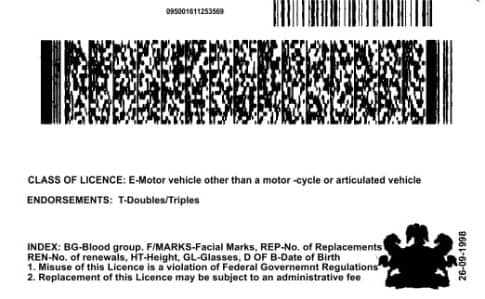 095001611253569
CLASS OF LICENCE: E-Motor vehicle other than a motor -cycle or articulated vehicle
ENDORSEMENTS: T-Doubles/Triples
INDEX: BG-Blood group. F/MARKS-Facial Marks, REP-No. of Replacements
REN-No. of renewals, HT-Height, GL-Glasses, D OF B-Date of Birth
1. Misuse of this Licence is a violation of Federal Governemnt Regulations
2. Replacement of this Licence may be subject to an administrative fee
26-09-1998